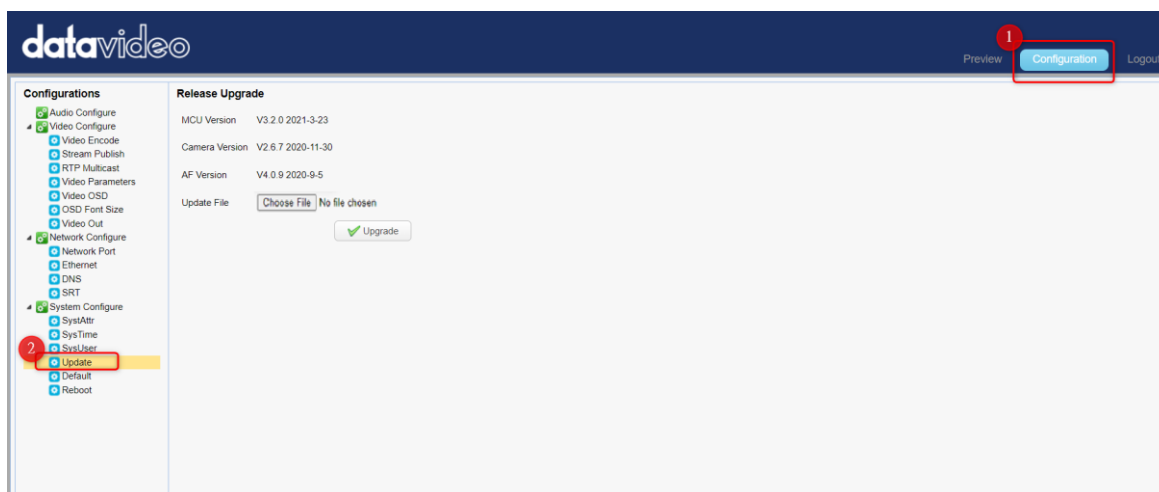 datavideo
1
Preview Configuration Logout
Configurations
Audio Configure
Video Configure
Video Encode
Stream Publish
RTP Multicast
Video Parameters
Video OSD
OSD Font Size
Video Out
Network Configure
Network Port
Ethernet
DNS
SRT
System Configure
SystAttr
SysTime
2 SysUser
Update
Default
Reboot
Release Upgrade
MCU Version V3.2.0 2021-3-23
Camera Version V2.6.7 2020-11-30
AF Version V4.0.9 2020-9-5
Update File Choose File No file chosen
Upgrade